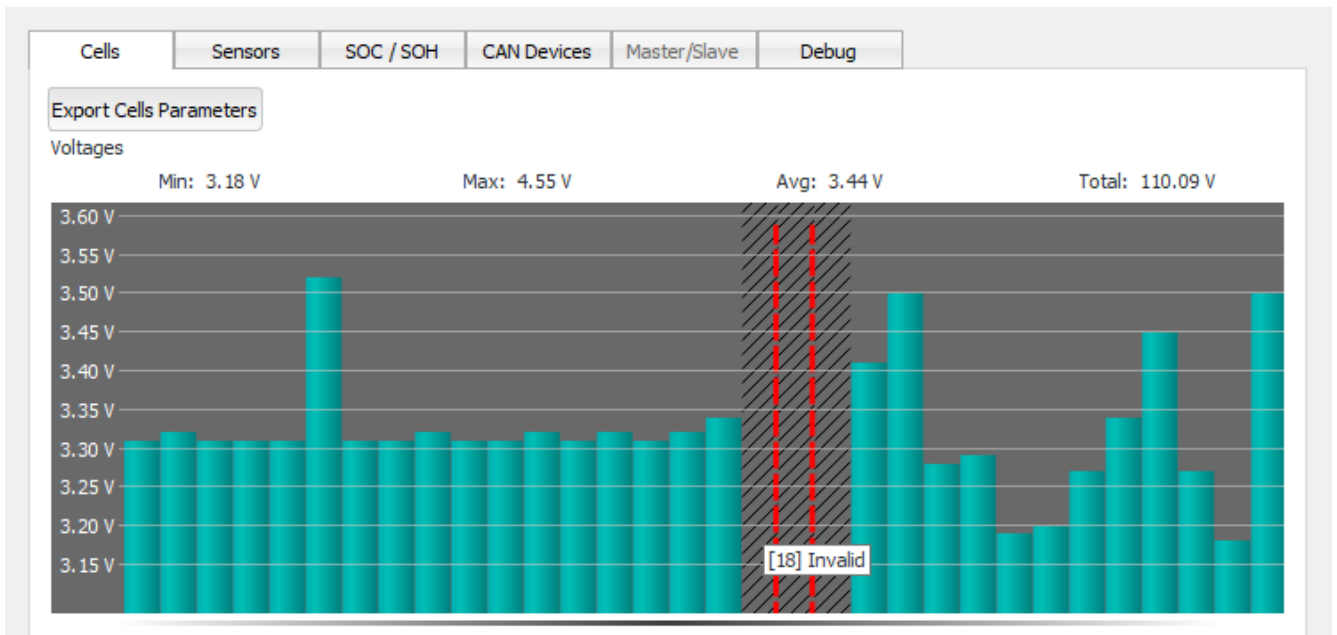 Cells Sensors SOC / SOH CAN Devices Master/Slave Debug
Export Cells Parameters
Voltages
Min: 3.18 V Max: 4.55 V Avg: 3.44 V Total: 110.09 V
3.60 V
3.55 V
3.50 V
3.45 V
3.40 V
3.35 V
3.30 V
3.25 V
3.20 V
[18] Invalid
3.15 V